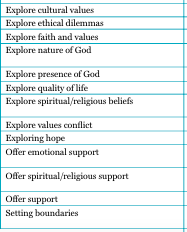 Explore cultural values
Explore ethical dilemmas
Explore faith and values
Explore nature of God
Explore presence of God
Explore quality of life
Explore spiritual/religious beliefs
Explore values conflict
Exploring hope
Offer emotional support
Offer spiritual/religious support
Offer support
Setting boundaries